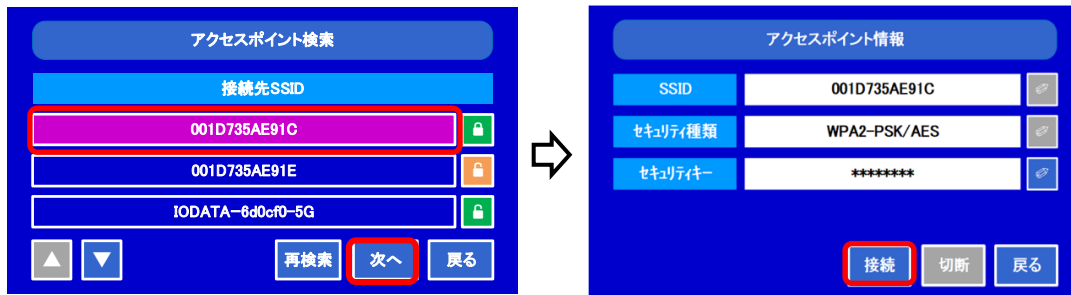 アクセスポイント検索
接続先SSID
001D735AE91C
001D735AE91E
IODATA-6d0cf0-5G
再検索 次へ 戻る
アクセスポイント情報
SSID 001D735AE91C
セキュリティ種類 WPA2-PSK/AES
セキュリティキー ********
接続 切断 戻る